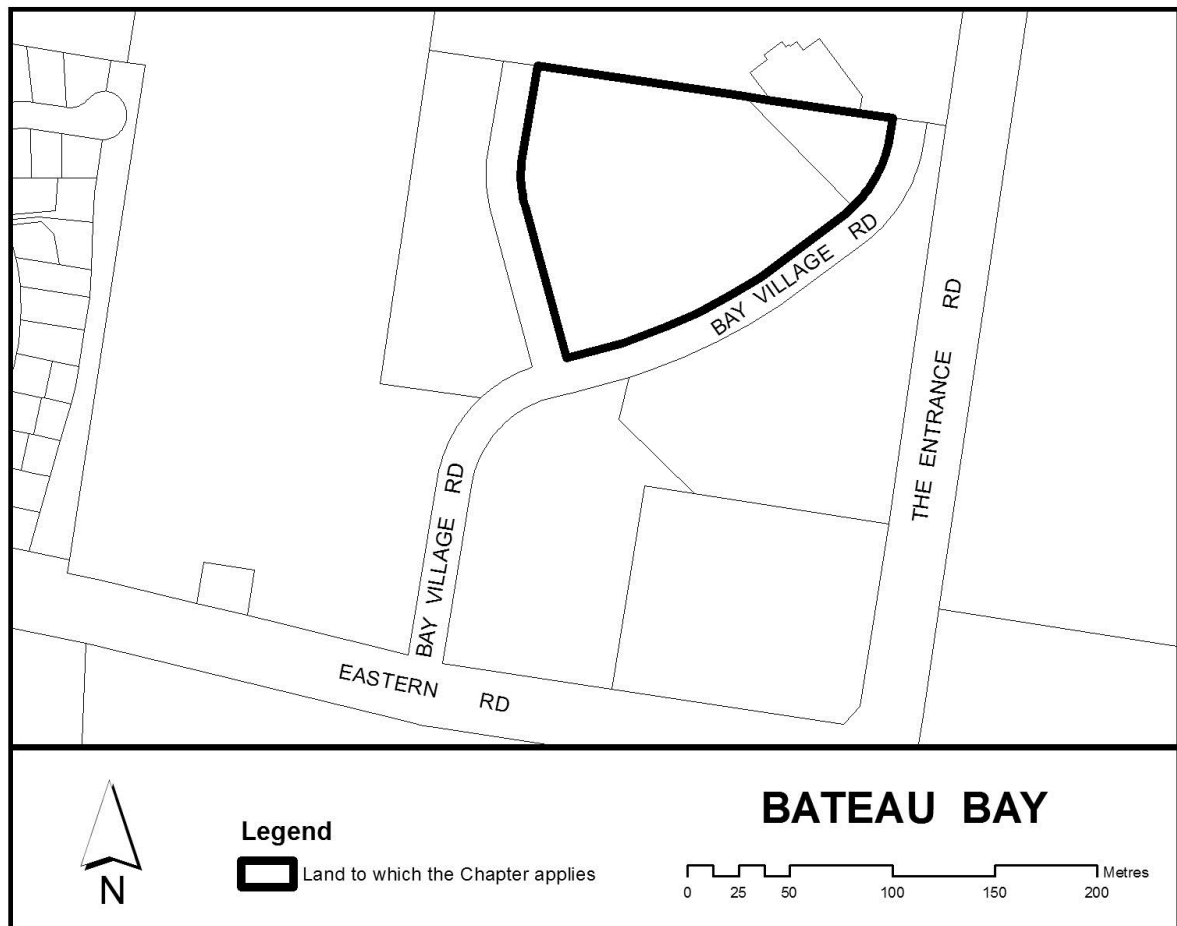 BAY VILLAGE RD
THE ENTRANCE RD
BAY VILLAGE RD
EASTERN RD
N
Legend
Land to which the Chapter applies
BATEAU BAY
0 25 50 100 150 200 Metres